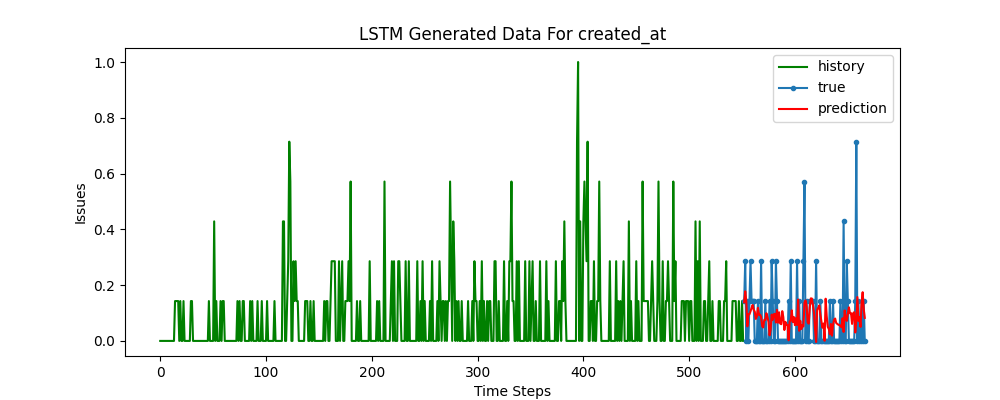 LSTM Generated Data For created_at
history
true
prediction
Issues
1.0
0.8
0.6
0.4
0.2
0.0
0
100
200
300
400
500
600
Time Steps